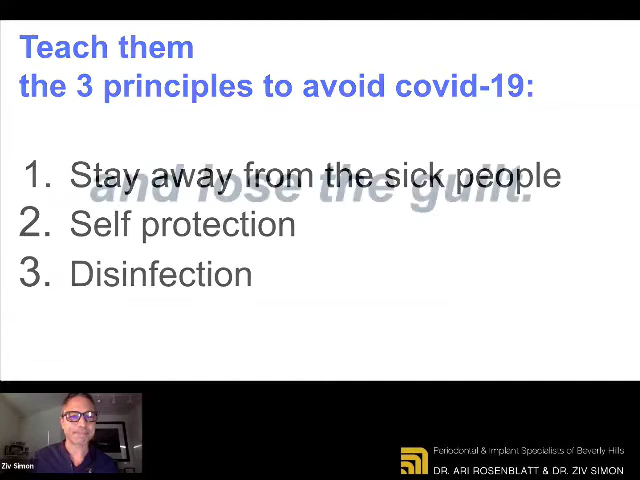 Teach them
the 3 principles to avoid covid-19:
1. Stay away from the sick people
and lose the guilt.
2. Self protection
3. Disinfection
Ziv Simon
Periodontal & Implant Specialists of Beverly Hills
DR. ARI ROSENBLATT & DR. ZIV SIMON